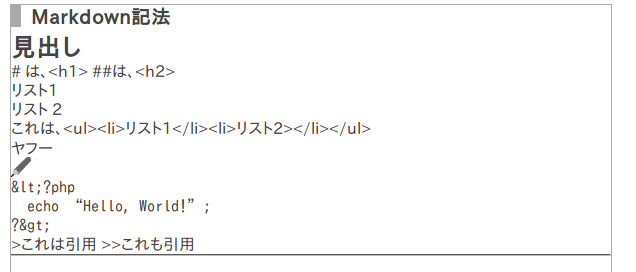 Markdown記法
見出し
# は、<h1> ##は、<h2>
リスト1
リスト 2
これは、<ul><li>リスト1</li><li>リスト2></li></ul>
ヤフー
&lt;?php
  echo “Hello, World!”;
?&gt;
>これは引用 >>これも引用